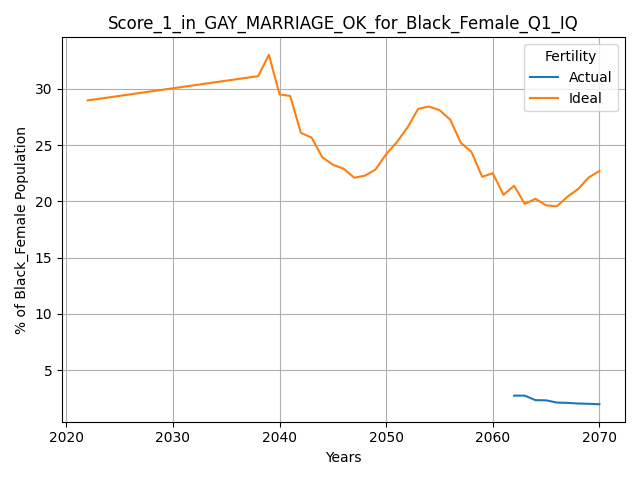 Score_1_in_GAY_MARRIAGE_OK_for_Black_Female_Q1_IQ
% of Black_Female Population
30
25
20
15
10
5
Fertility
Actual
Ideal
2020 2030 2040 2050 2060 2070
Years